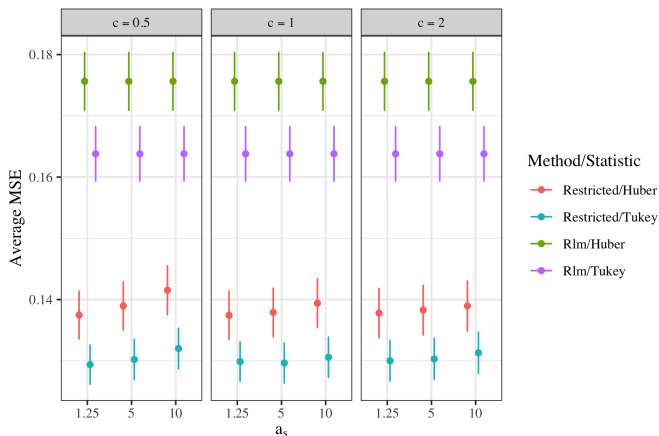 c = 0.5 c = 1 c = 2
0.18
0.16
0.14
Average MSE
1.25 5 10 1.25 5 10 1.25 5 10
a_s
Method/Statistic
Restricted/Huber
Restricted/Tukey
Rlm/Huber
Rlm/Tukey